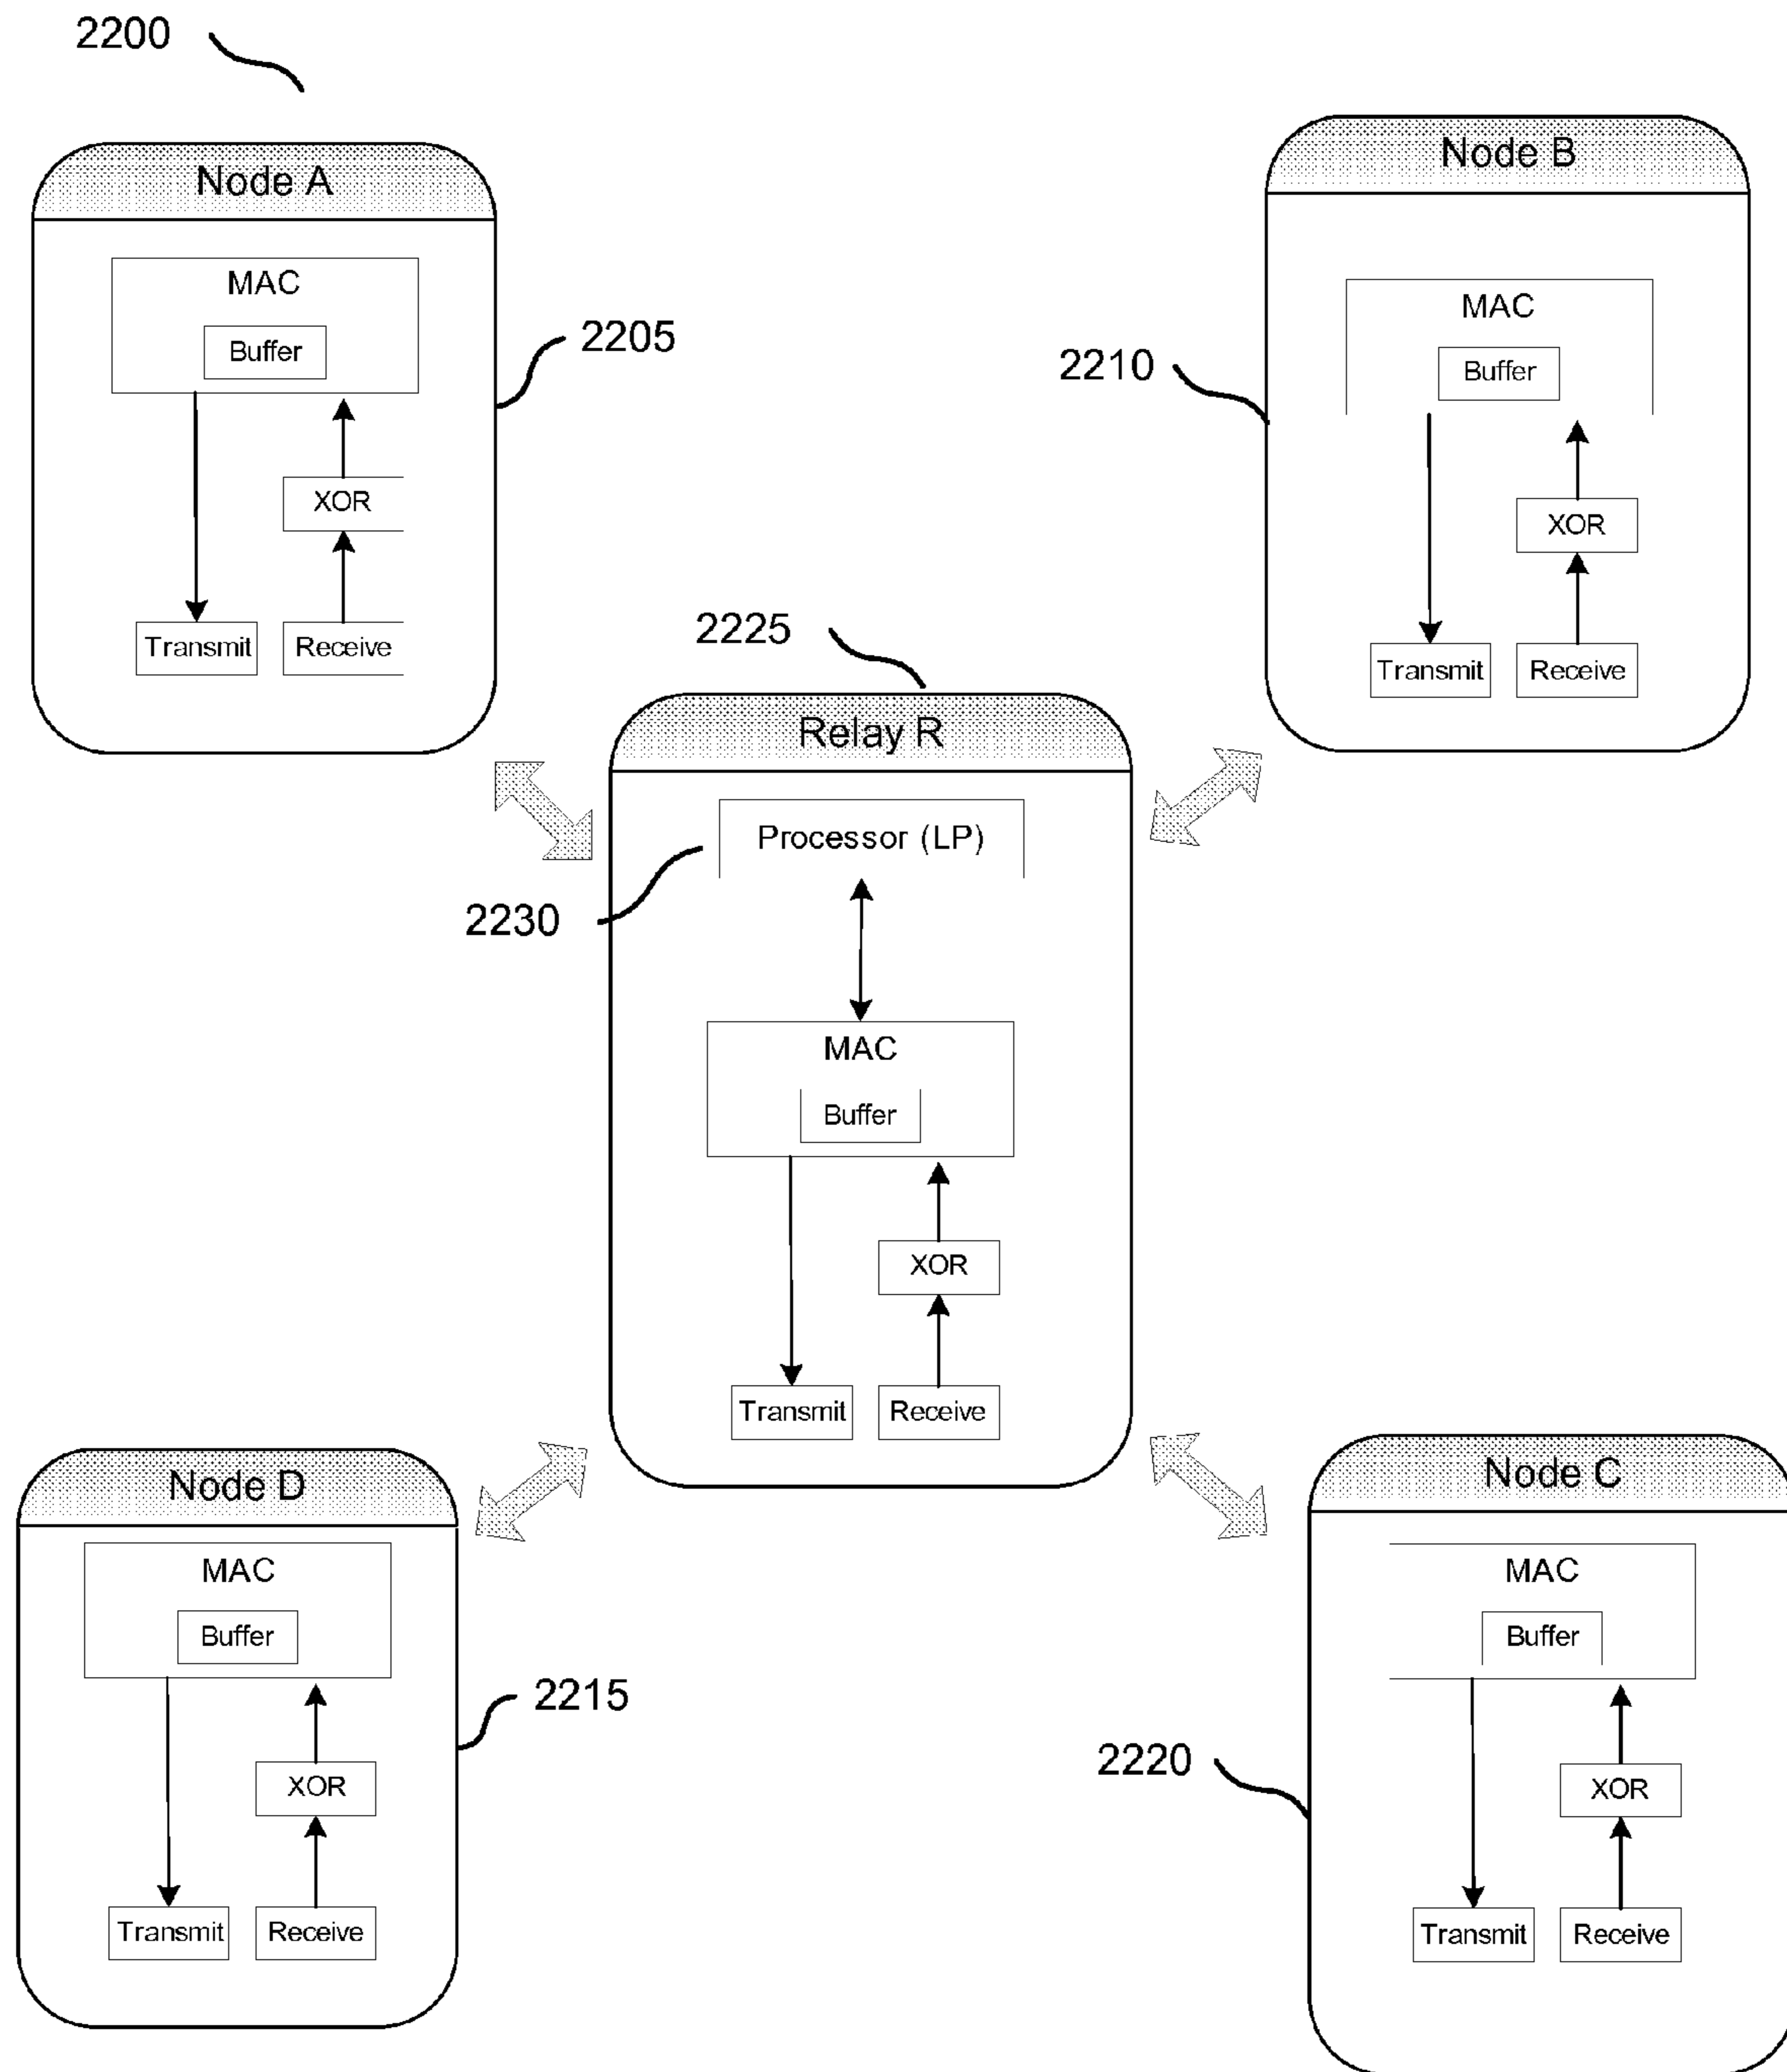 2200
Node A
MAC
Buffer
XOR
Transmit
Receive
2205
Node B
MAC
Buffer
XOR
Transmit
Receive
2210
2225
Relay R
Processor (LP)
2230
MAC
Buffer
XOR
Transmit
Receive
Node D
MAC
Buffer
XOR
Transmit
Receive
2215
Node C
MAC
Buffer
XOR
Transmit
Receive
2220